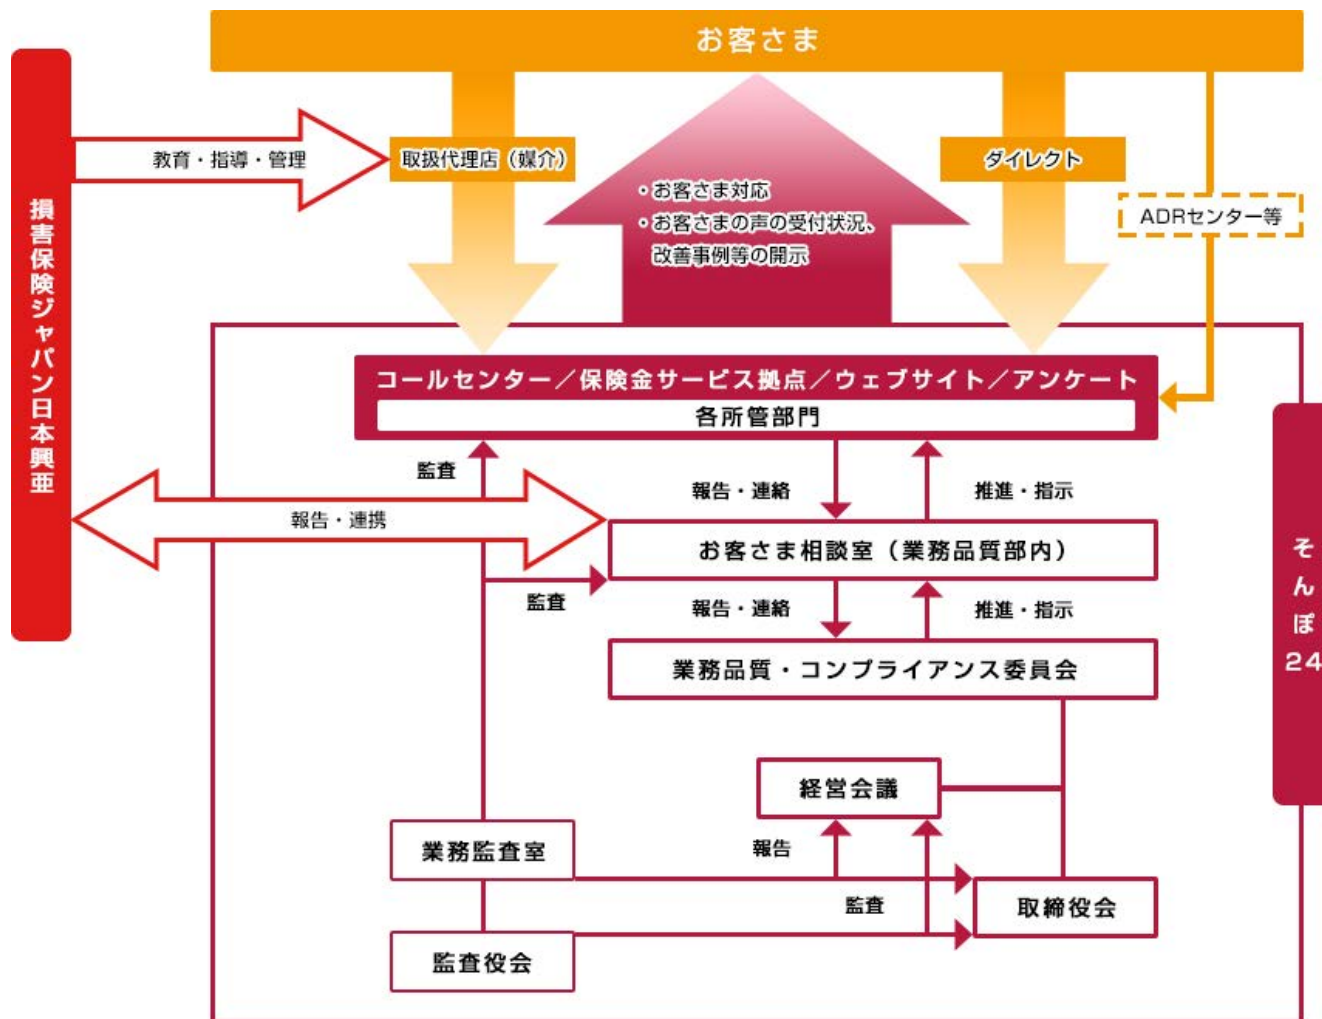 お客さま
損害保険ジャパン日本興亜
教育・指導・管理
取扱代理店（媒介）
ダイレクト
・お客さま対応
・お客さまの声の受付状況、
改善事例等の開示
ADRセンター等
コールセンター／保険金サービス拠点／ウェブサイト／アンケート
各所管部門
監査
報告・連絡
推進・指示
報告・連携
お客さま相談室（業務品質部内）
そんぽ24
監査
報告・連絡
推進・指示
業務品質・コンプライアンス委員会
経営会議
業務監査室
報告
監査
取締役会
監査役会